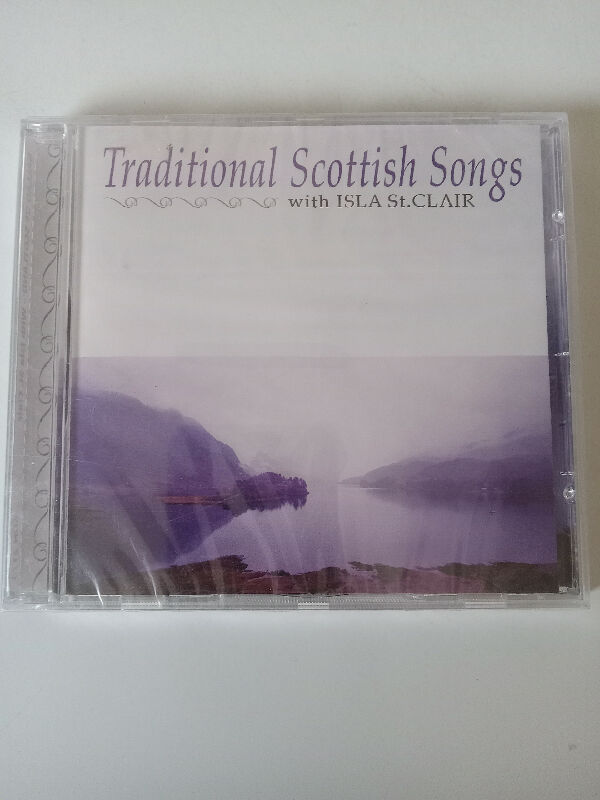 Traditional Scottish Songs
with ISLA St.CLAIR